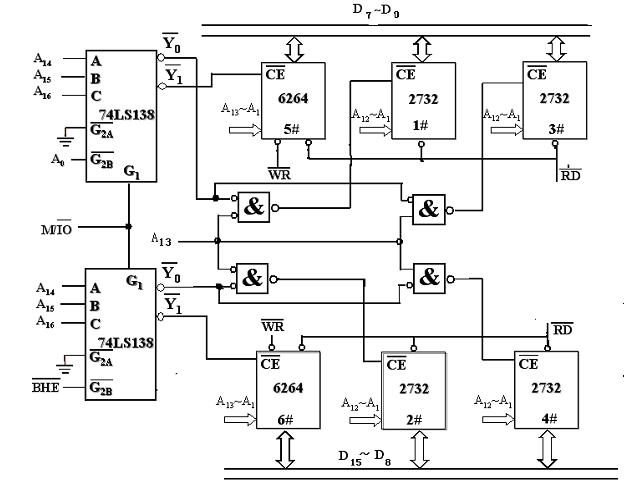 D7~D9
A14 A Y0
A15 B Y1
A16 C
74LS138
G2A
A0 G2B
G1
CE
6264
A13~A1
5#
WR
CE
2732
A12~A1
1#
CE
2732
A12~A1
3#
RD
&
&
M/IO
A13
&
&
G1
A14 A Y0
A15 B Y1
A16 C
74LS138
G2A
BHE G2B
WR
RD
CE
6264
A13~A1
6#
CE
2732
A12~A1
2#
CE
2732
A12~A1
4#
D15~D8